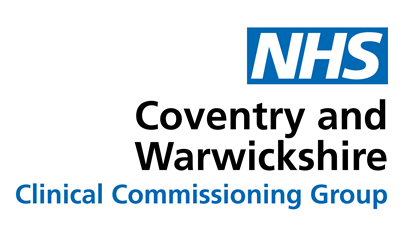 NHS
Coventry and
Warwickshire
Clinical Commissioning Group